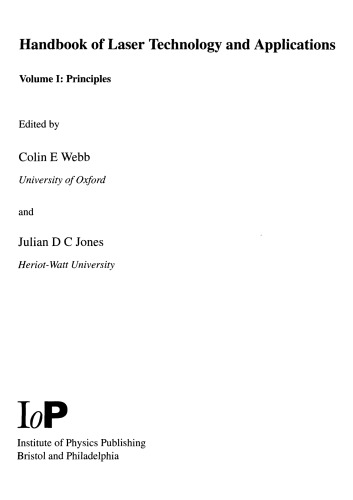 Handbook of Laser Technology and Applications
Volume I: Principles
Edited by
Colin E Webb
University of Oxford
and
Julian D C Jones
Heriot-Watt University
IoP
Institute of Physics Publishing
Bristol and Philadelphia